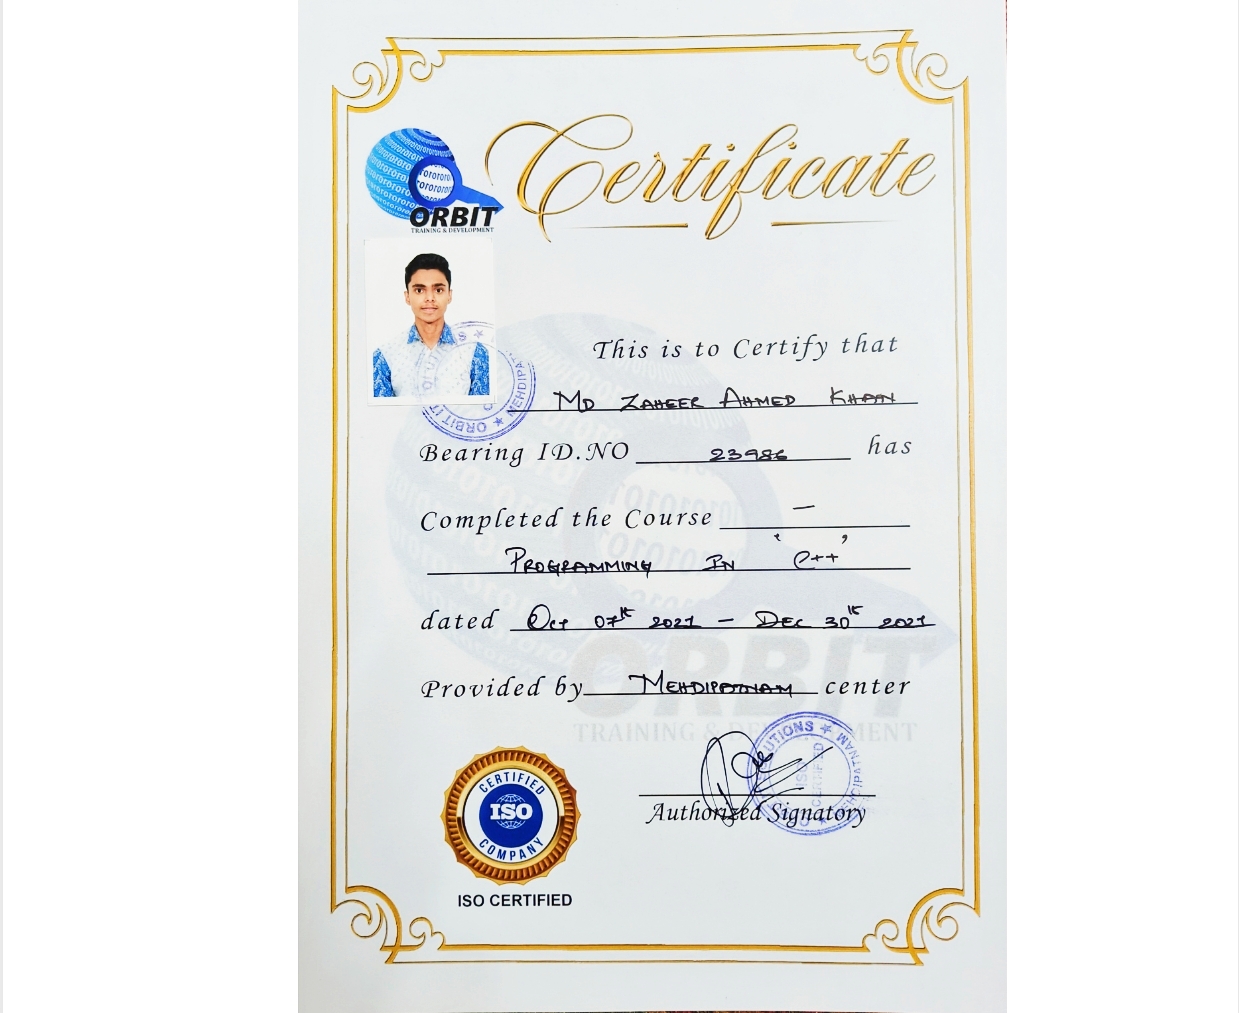 Certificate
ORBIT
TRAINING & DEVELOPMENT
This is to Certify that
MD ZAHEER AHMED KHAN
Bearing ID.NO 23986 has
Completed the Course —
PROGRAMMING IN 'C++'
dated Oct 07th 2021 — DEC 30th 2021
Provided by MEHDIPATNAM center
ORBIT
TRAINING & DEVELOPMENT
CERTIFIED
ISO
COMPANY
ISO CERTIFIED
Authorized Signatory